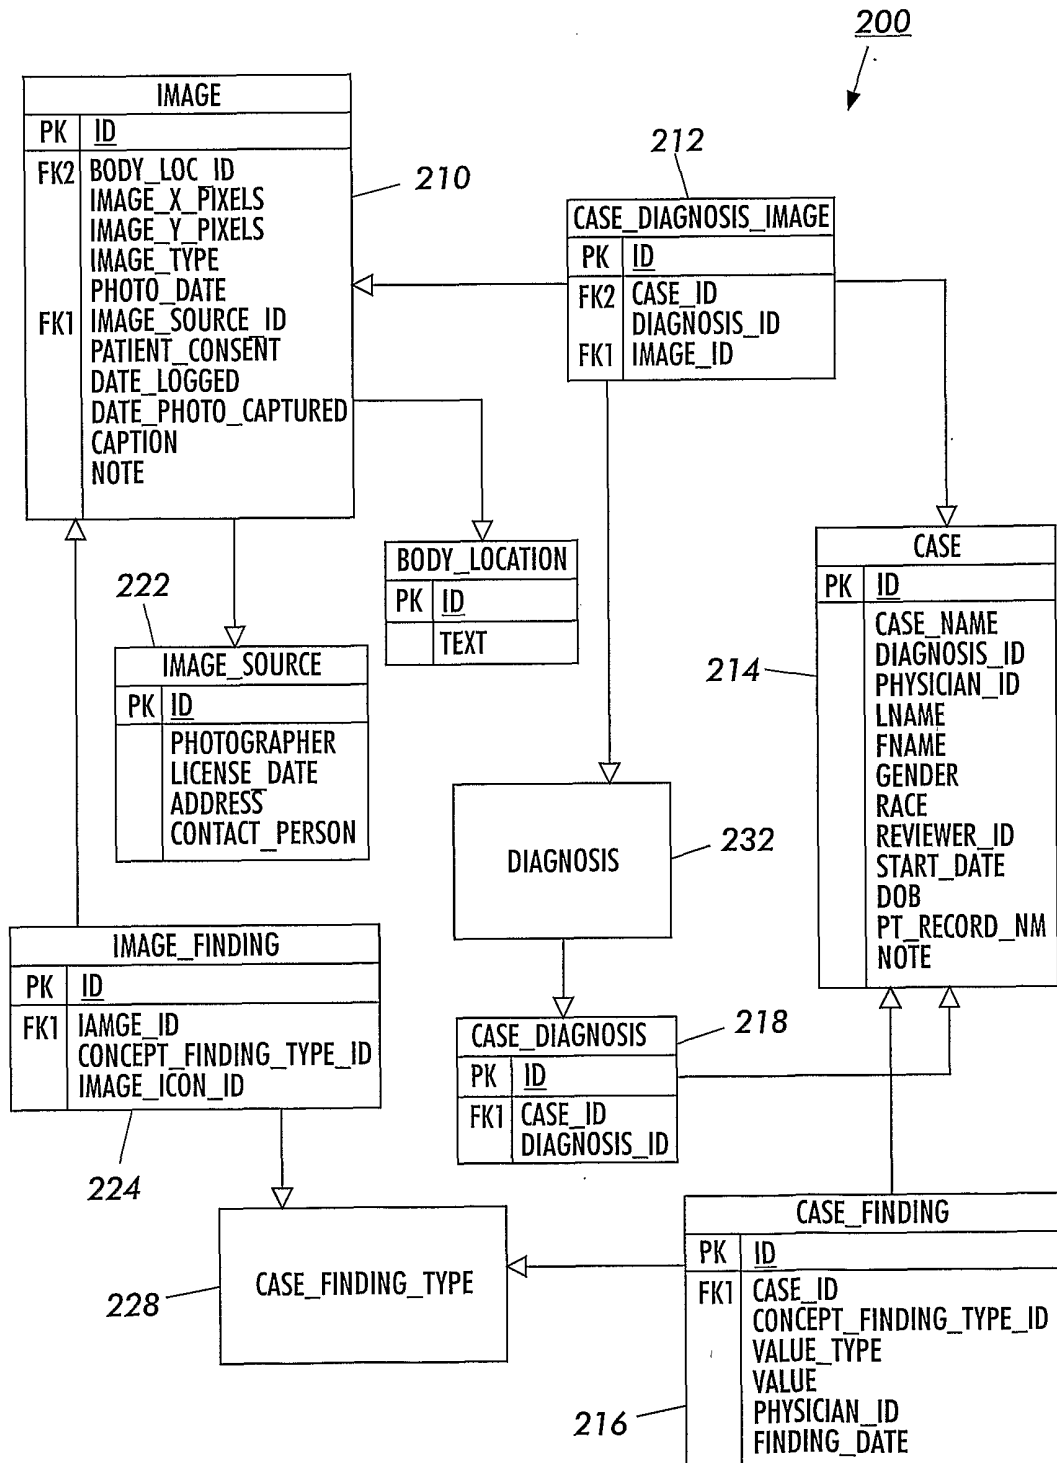 200
IMAGE
PK ID
FK2 BODY_LOC_ID
IMAGE_X_PIXELS
IMAGE_Y_PIXELS
IMAGE_TYPE
PHOTO_DATE
FK1 IMAGE_SOURCE_ID
PATIENT_CONSENT
DATE_LOGGED
DATE_PHOTO_CAPTURED
CAPTION
NOTE
210
212
CASE_DIAGNOSIS_IMAGE
PK ID
FK2 CASE_ID
DIAGNOSIS_ID
FK1 IMAGE_ID
BODY_LOCATION
PK ID
TEXT
222
IMAGE_SOURCE
PK ID
PHOTOGRAPHER
LICENSE_DATE
ADDRESS
CONTACT_PERSON
CASE
PK ID
CASE_NAME
DIAGNOSIS_ID
PHYSICIAN_ID
LNAME
FNAME
GENDER
RACE
REVIEWER_ID
START_DATE
DOB
PT_RECORD_NM
NOTE
214
DIAGNOSIS
232
IMAGE_FINDING
PK ID
FK1 IAMGE_ID
CONCEPT_FINDING_TYPE_ID
IMAGE_ICON_ID
224
CASE_DIAGNOSIS
PK ID
FK1 CASE_ID
DIAGNOSIS_ID
218
CASE_FINDING_TYPE
228
CASE_FINDING
PK ID
FK1 CASE_ID
CONCEPT_FINDING_TYPE_ID
VALUE_TYPE
VALUE
PHYSICIAN_ID
FINDING_DATE
216